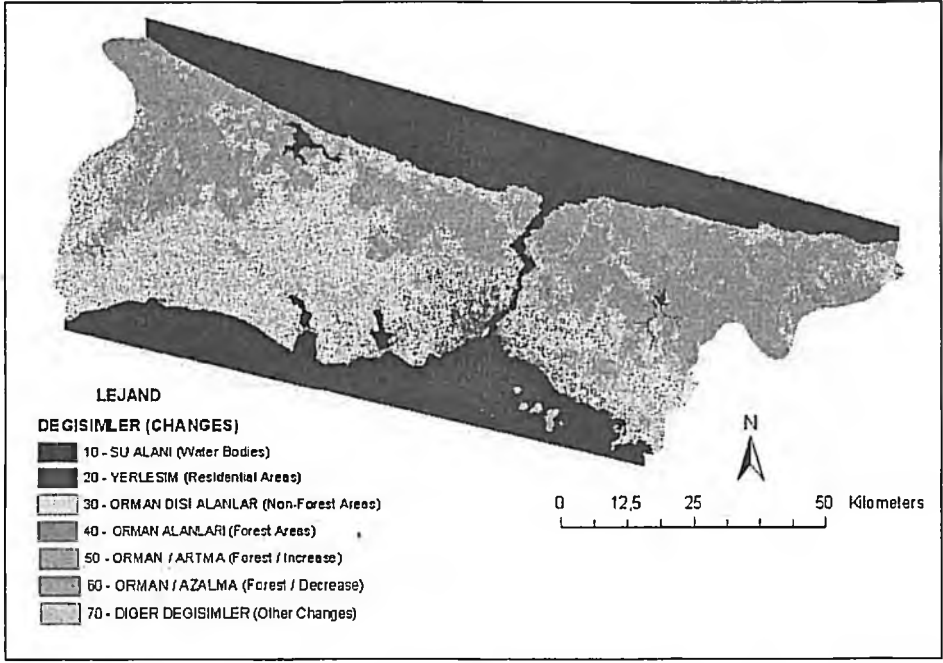 LEJAND
DEGISIMLER (CHANGES)
10 - SU ALANI (Water Bodies)
20 - YERLESIM (Residential Areas)
30 - ORMAN DISI ALANLAR (Non-Forest Areas)
40 - ORMAN ALANLARI (Forest Areas)
50 - ORMAN / ARTMA (Forest / Increase)
60 - ORMAN / AZALMA (Forest / Decrease)
70 - DIGER DEGISIMLER (Other Changes)
N
0 12,5 25 50 Kilometers